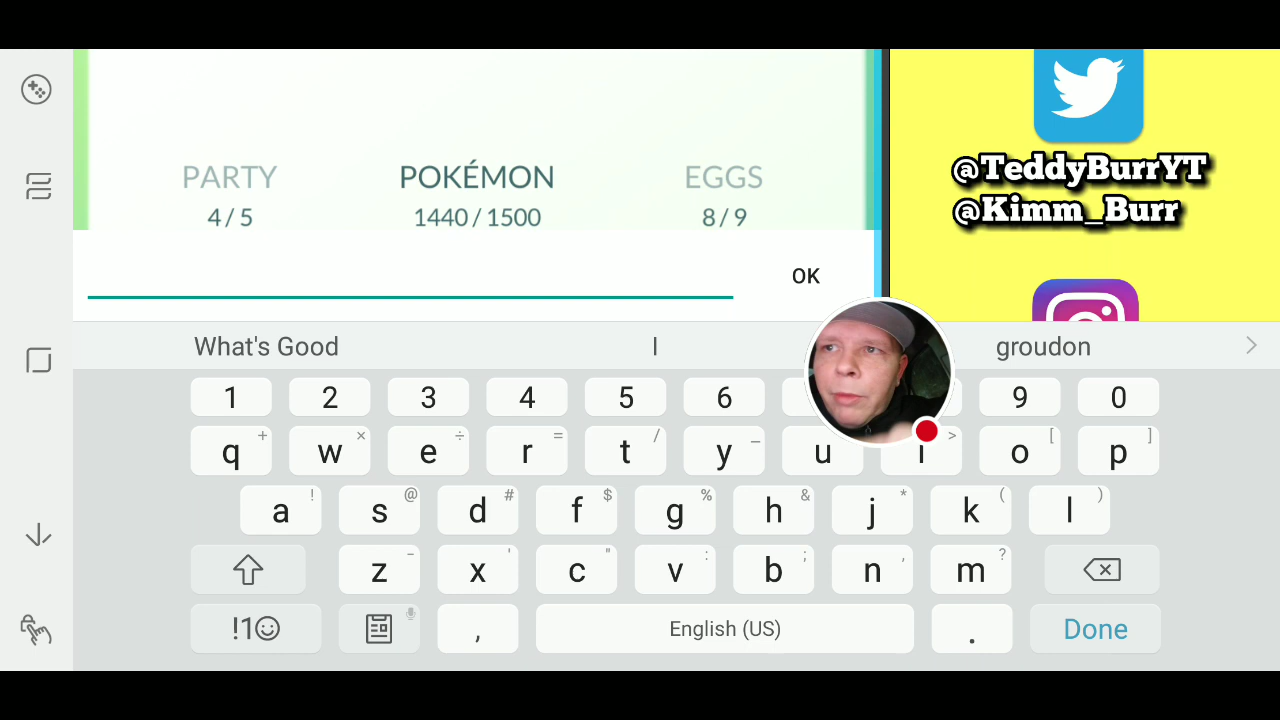 PARTY
POKÉMON
EGGS
4 / 5
1440 / 1500
8 / 9
@TeddyBurrYT
@Kimm_Burr
OK
What's Good
I
groudon
1 2 3 4 5 6 9 0
q + w × e ÷ r = t / y _ u i > o [ p ]
a ! s @ d # f $ g % h & j * k ( l )
z - x ' c " v : b ; n , m ?
!1
,
English (US)
.
Done